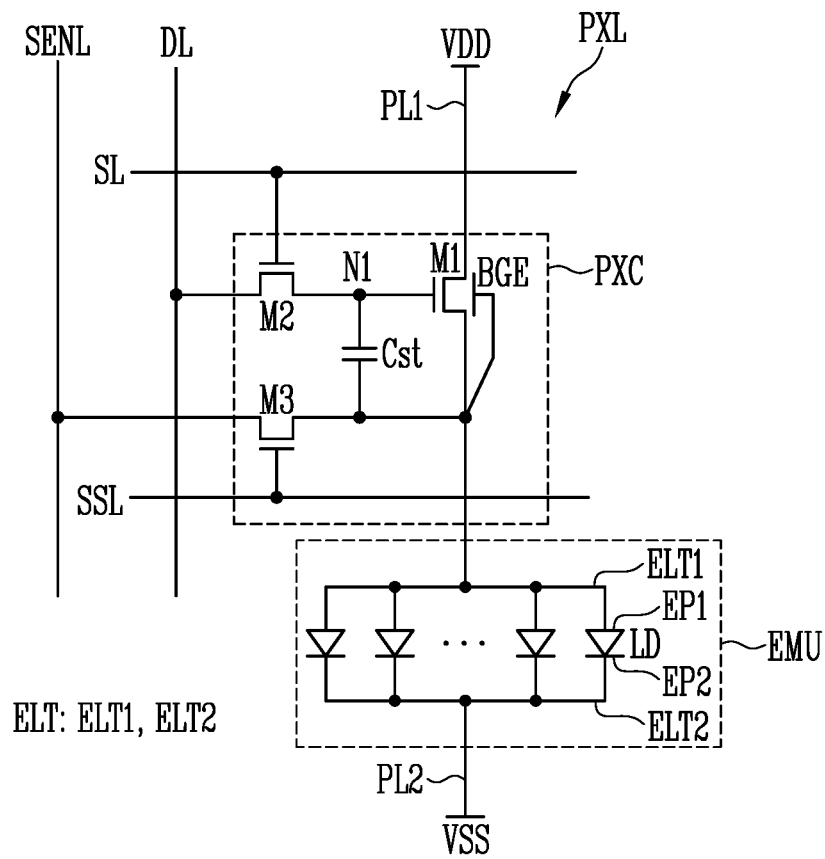 SENL
DL
VDD
PXL
PL1
SL
M1
N1
BGE
PXC
M2
Cst
M3
SSL
ELT1
EP1
LD
EMU
EP2
ELT: ELT1, ELT2
ELT2
PL2
VSS